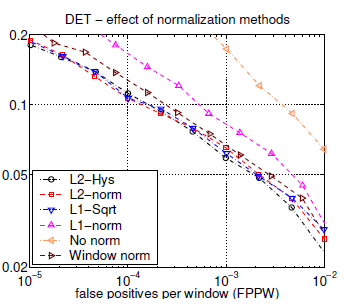 DET – effect of normalization methods
0.2
0.1
0.05
0.02
L2–Hys
L2–norm
L1–Sqrt
L1–norm
No norm
Window norm
10⁻⁵ 10⁻⁴ 10⁻³ 10⁻²
false positives per window (FPPW)